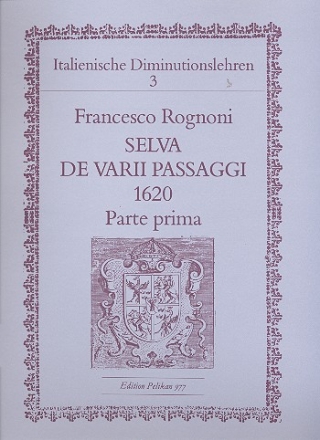 Italienische Diminutionslehren
3
Francesco Rognoni
SELVA
DE VARII PASSAGGI
1620
Parte prima
Edition Pelikan 977